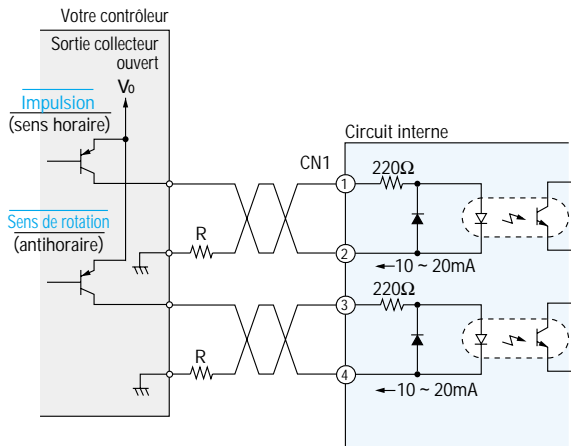 Votre contrôleur
Sortie collecteur
ouvert
V₀
Impulsion
(sens horaire)
Circuit interne
CN1
220Ω
1
Sens de rotation
(antihoraire)
R
2
10 ~ 20mA
220Ω
3
R
4
10 ~ 20mA